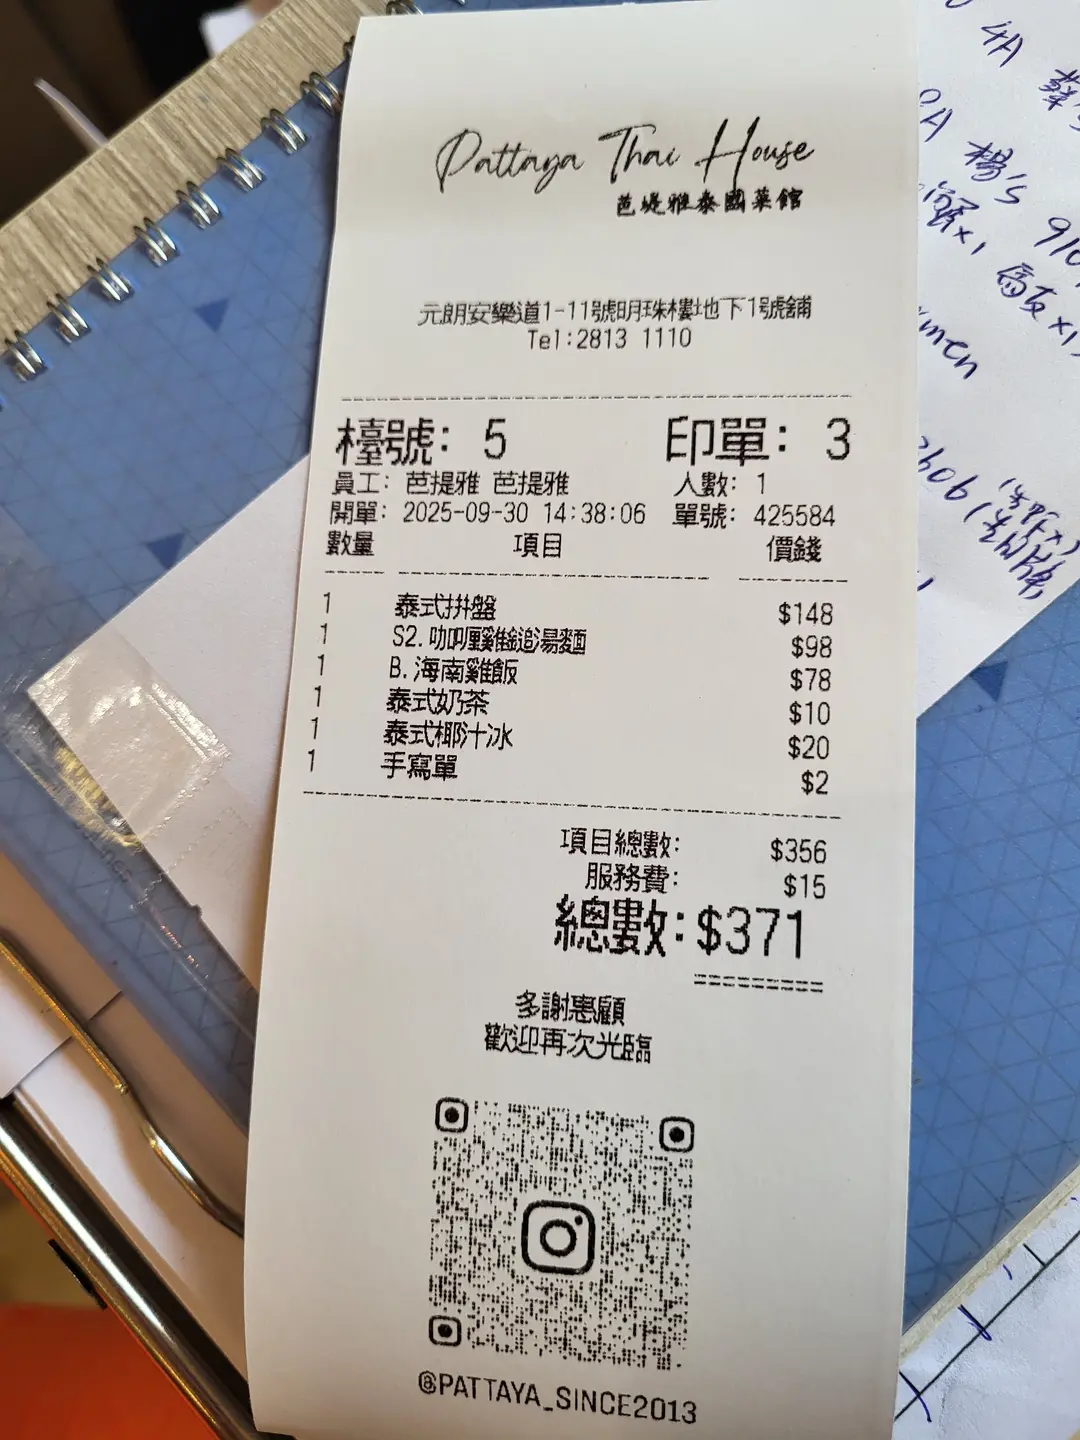 Pattaya Thai House
芭堤雅泰國菜館
元朗安樂道1-11號明珠樓地下1號舖
Tel:2813 1110
檯號: 5 印單: 3
員工: 芭提雅 芭提雅 人數: 1
開單: 2025-09-30 14:38:06 單號: 425584
數量 項目 價錢
1 泰式拼盤 $148
1 S2.咖喱雞金邊湯麵 $98
1 B.海南雞飯 $78
1 泰式奶茶 $10
1 泰式椰汁冰 $20
1 手寫單 $2
項目總數: $356
服務費: $15
總數: $371
多謝惠顧
歡迎再次光臨
@PATTAYA_SINCE2013
4A
楊's
x1